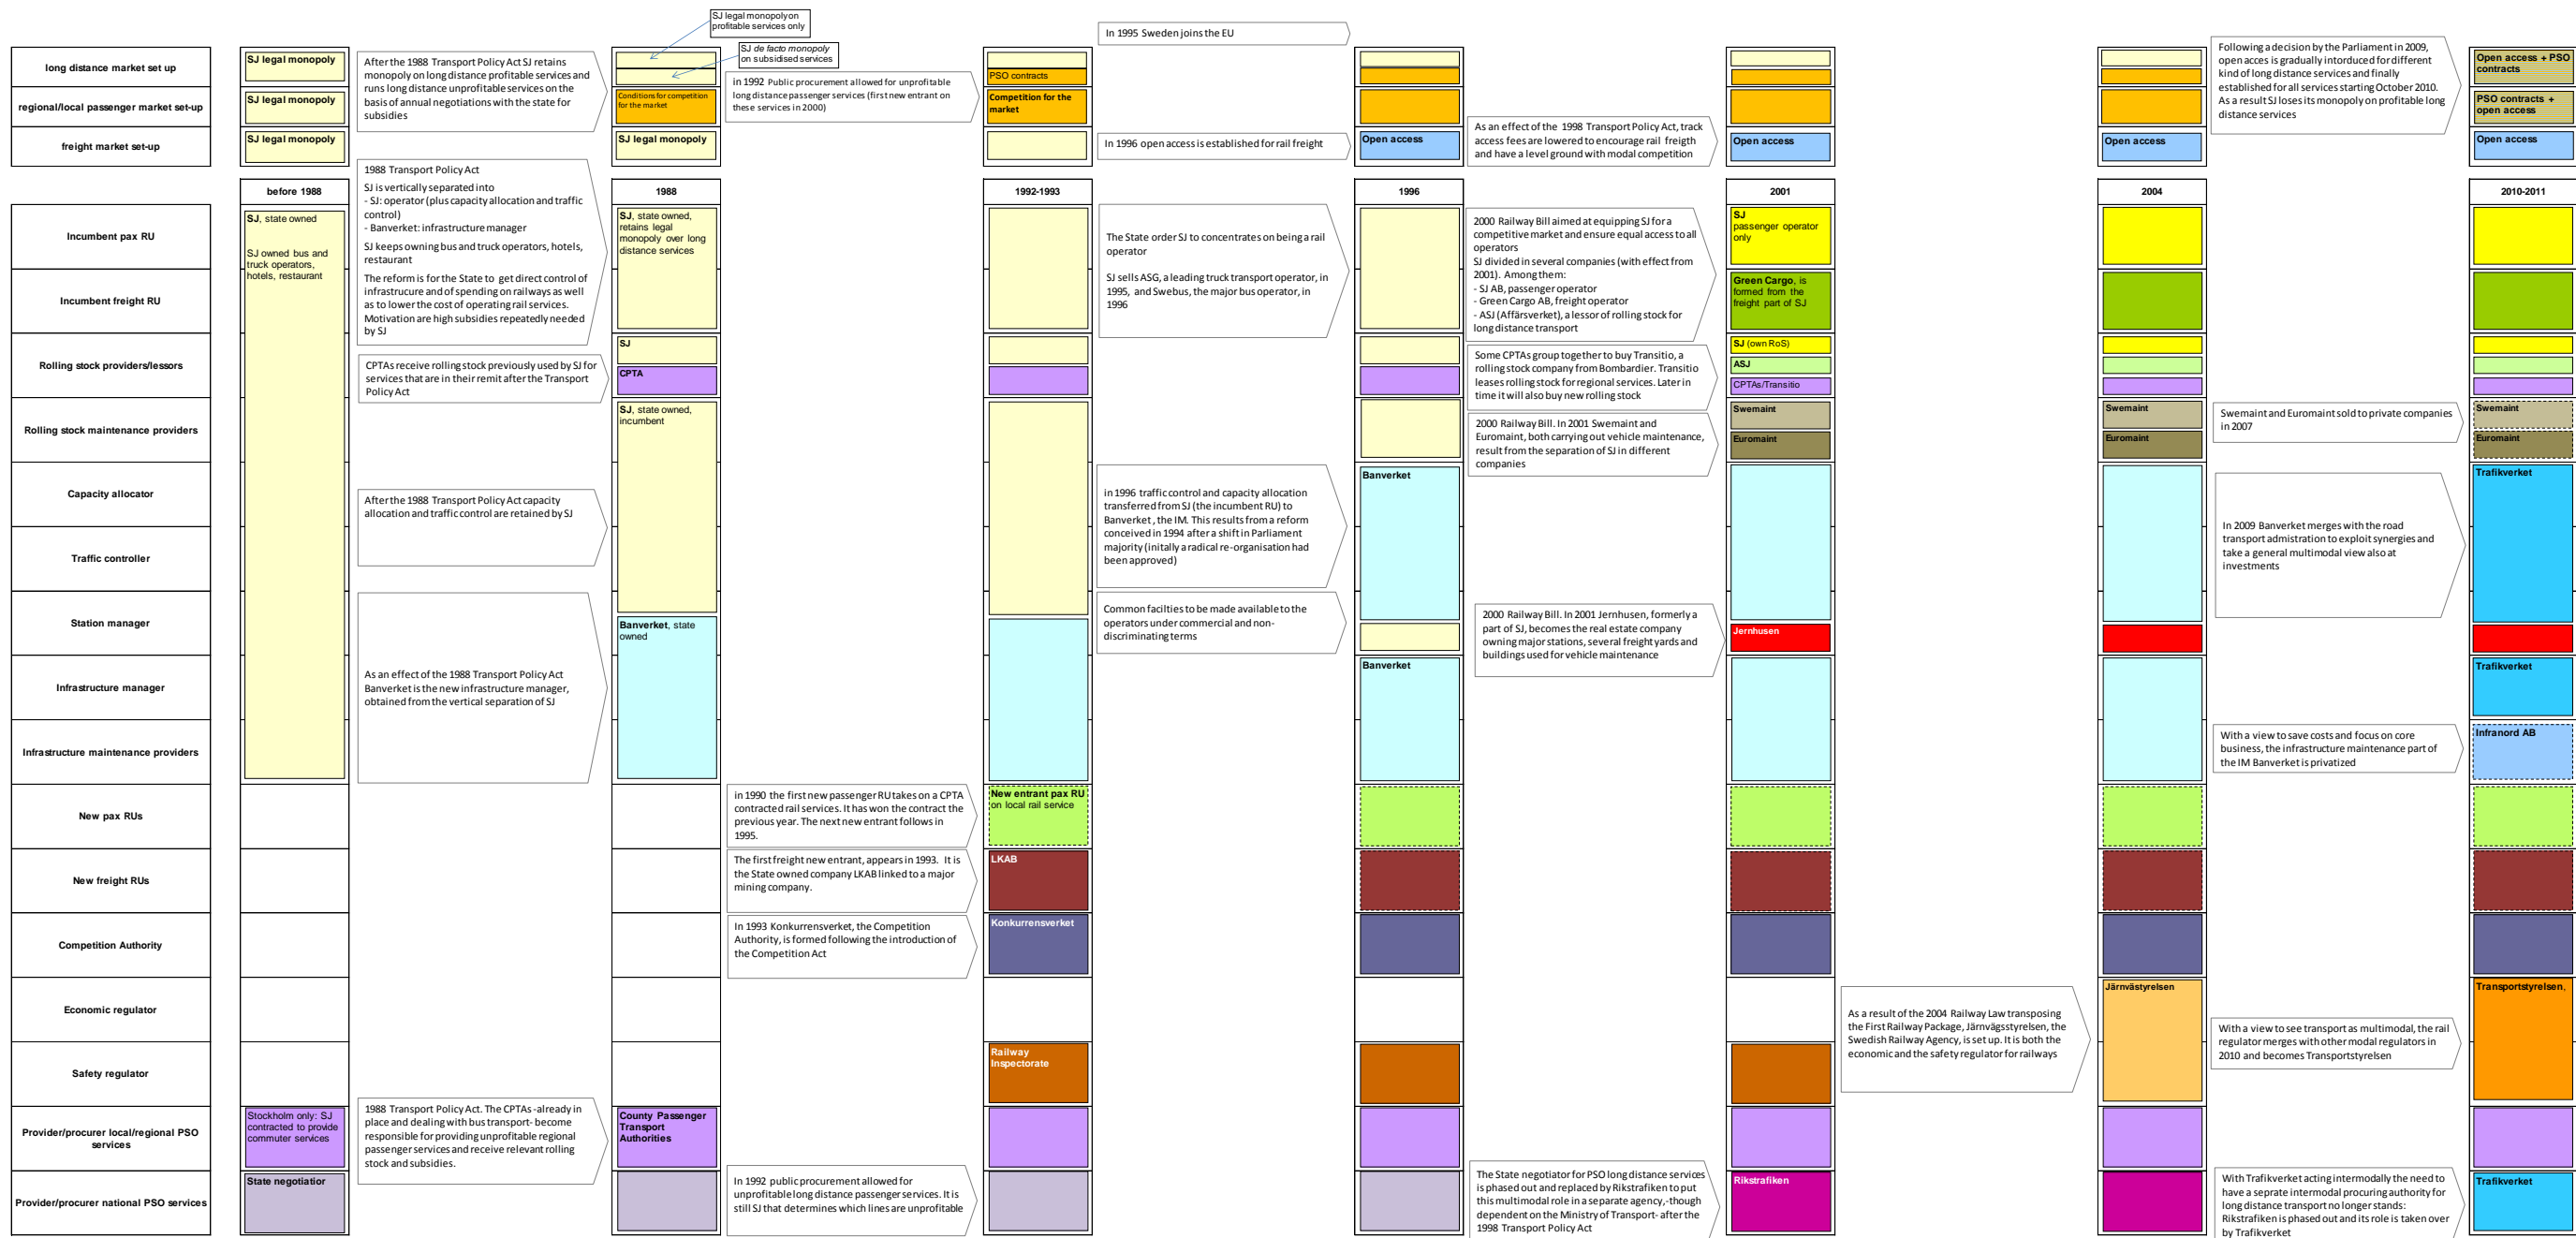 SJ legal monopoly on
profitable services only
SJ de facto monopoly
on subsidised services
In 1995 Sweden joins the EU
long distance market set up
SJ legal monopoly
After the 1988 Transport Policy Act SJ retains
monopoly on long distance profitable services and
runs long distance unprofitable services on the
basis of annual negotiations with the state for
subsidies
in 1992 Public procurement allowed for unprofitable
long distance passenger services (first new entrant on
these services in 2000)
PSO contracts
Following a decision by the Parliament in 2009,
open acces is gradually intorduced for different
kind of long distance services and finally
established for all services starting October 2010.
As a result SJ loses its monopoly on profitable long
distance services
Open access + PSO
contracts
regional/local passenger market set-up
SJ legal monopoly
Conditions for competition
for the market
Competition for the
market
PSO contracts +
open access
freight market set-up
SJ legal monopoly
SJ legal monopoly
In 1996 open access is established for rail freight
Open access
As an effect of the 1998 Transport Policy Act, track
access fees are lowered to encourage rail freigth
and have a level ground with modal competition
Open access
Open access
Open access
before 1988
1988
1992-1993
1996
2001
2004
2010-2011
1988 Transport Policy Act
SJ is vertically separated into
- SJ: operator (plus capacity allocation and traffic
control)
- Banverket: infrastructure manager
SJ keeps owning bus and truck operators, hotels,
restaurant
The reform is for the State to get direct control of
infrastrucure and of spending on railways as well
as to lower the cost of operating rail services.
Motivation are high subsidies repeatedly needed
by SJ
Incumbent pax RU
SJ, state owned
SJ owned bus and
truck operators,
hotels, restaurant
SJ, state owned,
retains legal
monopoly over long
distance services
The State order SJ to concentrates on being a rail
operator
SJ sells ASG, a leading truck transport operator, in
1995, and Swebus, the major bus operator, in
1996
2000 Railway Bill aimed at equipping SJ for a
competitive market and ensure equal access to all
operators
SJ divided in several companies (with effect from
2001). Among them:
- SJ AB, passenger operator
- Green Cargo AB, freight operator
- ASJ (Affärsverket), a lessor of rolling stock for
long distance transport
SJ
passenger operator
only
Incumbent freight RU
Green Cargo, is
formed from the
freight part of SJ
Rolling stock providers/lessors
CPTAs receive rolling stock previously used by SJ for
services that are in their remit after the Transport
Policy Act
SJ
CPTA
Some CPTAs group together to buy Transitio, a
rolling stock company from Bombardier. Transitio
leases rolling stock for regional services. Later in
time it will also buy new rolling stock
SJ (own RoS)
ASJ
CPTAs/Transitio
Rolling stock maintenance providers
SJ, state owned,
incumbent
2000 Railway Bill. In 2001 Swemaint and
Euromaint, both carrying out vehicle maintenance,
result from the separation of SJ in different
companies
Swemaint
Euromaint
Swemaint
Euromaint
Swemaint and Euromaint sold to private companies
in 2007
Swemaint
Euromaint
Capacity allocator
After the 1988 Transport Policy Act capacity
allocation and traffic control are retained by SJ
in 1996 traffic control and capacity allocation
transferred from SJ (the incumbent RU) to
Banverket , the IM. This results from a reform
conceived in 1994 after a shift in Parliament
majority (initally a radical re-organisation had
been approved)
Banverket
In 2009 Banverket merges with the road
transport admistration to exploit synergies and
take a general multimodal view also at
investments
Trafikverket
Traffic controller
Station manager
Banverket, state
owned
Common facilties to be made available to the
operators under commercial and non-
discriminating terms
2000 Railway Bill. In 2001 Jernhusen, formerly a
part of SJ, becomes the real estate company
owning major stations, several freight yards and
buildings used for vehicle maintenance
Jernhusen
Infrastructure manager
As an effect of the 1988 Transport Policy Act
Banverket is the new infrastructure manager,
obtained from the vertical separation of SJ
Banverket
Trafikverket
Infrastructure maintenance providers
With a view to save costs and focus on core
business, the infrastructure maintenance part of
the IM Banverket is privatized
Infranord AB
New pax RUs
in 1990 the first new passenger RU takes on a CPTA
contracted rail services. It has won the contract the
previous year. The next new entrant follows in
1995.
New entrant pax RU
on local rail service
New freight RUs
The first freight new entrant, appears in 1993. It is
the State owned company LKAB linked to a major
mining company.
LKAB
Competition Authority
In 1993 Konkurrensverket, the Competition
Authority, is formed following the introduction of
the Competition Act
Konkurrensverket
Economic regulator
As a result of the 2004 Railway Law transposing
the First Railway Package, Järnvägsstyrelsen, the
Swedish Railway Agency, is set up. It is both the
economic and the safety regulator for railways
Järnvästyrelsen
With a view to see transport as multimodal, the rail
regulator merges with other modal regulators in
2010 and becomes Transportstyrelsen
Transportstyrelsen,
Safety regulator
Railway
Inspectorate
Provider/procurer local/regional PSO
services
Stockholm only: SJ
contracted to provide
commuter services
1988 Transport Policy Act. The CPTAs -already in
place and dealing with bus transport- become
responsible for providing unprofitable regional
passenger services and receive relevant rolling
stock and subsidies.
County Passenger
Transport
Authorities
Provider/procurer national PSO services
State negotiatior
In 1992 public procurement allowed for
unprofitable long distance passenger services. It is
still SJ that determines which lines are unprofitable
The State negotiator for PSO long distance services
is phased out and replaced by Rikstrafiken to put
this multimodal role in a separate agency,-though
dependent on the Ministry of Transport- after the
1998 Transport Policy Act
Rikstrafiken
With Trafikverket acting intermodally the need to
have a seprate intermodal procuring authority for
long distance transport no longer stands:
Rikstrafiken is phased out and its role is taken over
by Trafikverket
Trafikverket